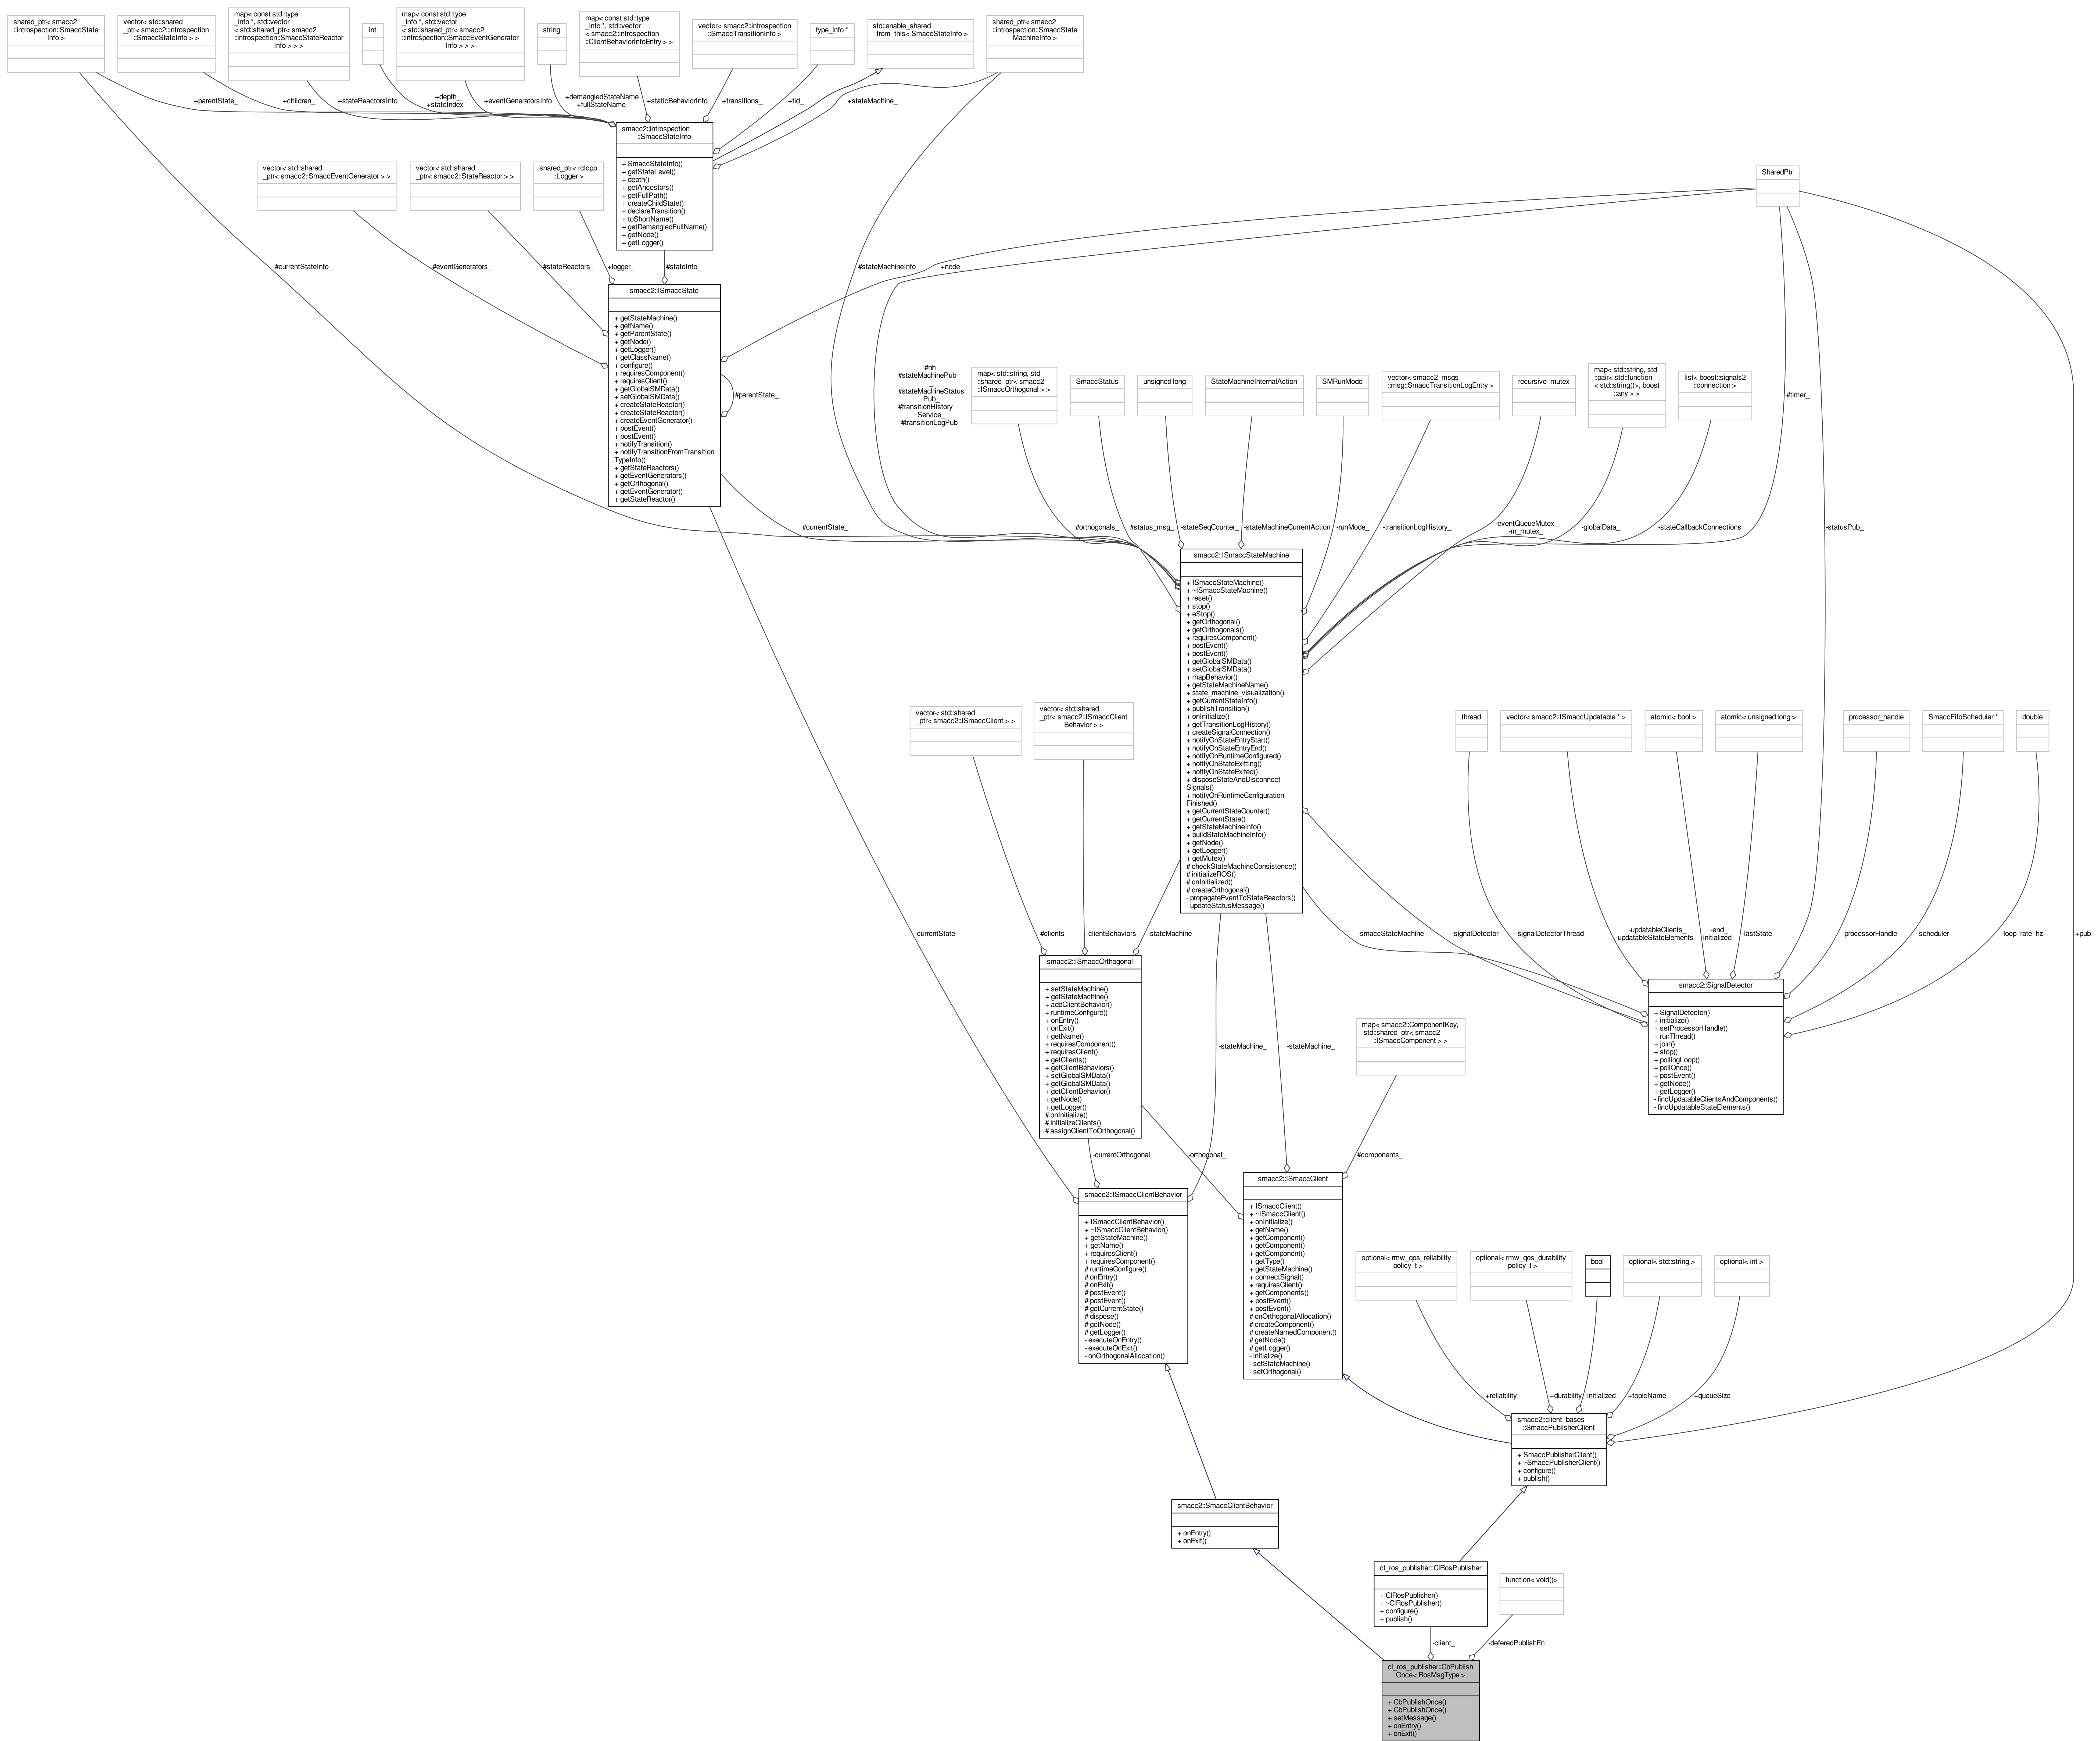 shared_ptr< smacc2
::introspection::SmaccState
Info >
vector< std::shared
_ptr< smacc2::introspection
::SmaccStateInfo > >
map< const std::type
_info *, std::vector
< std::shared_ptr< smacc2
::introspection::SmaccStateReactor
Info > > >
int
map< const std::type
_info *, std::vector
< std::shared_ptr< smacc2
::introspection::SmaccEventGenerator
Info > > >
string
map< const std::type
_info *, std::vector
< smacc2::introspection
::ClientBehaviorInfoEntry > >
vector< smacc2::introspection
::SmaccTransitionInfo >
type_info *
std::enable_shared
_from_this< SmaccStateInfo >
shared_ptr< smacc2
::introspection::SmaccState
MachineInfo >
+parentState_
+children_
+stateReactorsInfo
+depth_
+stateIndex_
+eventGeneratorsInfo
+demangledStateName
+fullStateName
+staticBehaviorInfo
+transitions_
+tid_
+stateMachine_
smacc2::introspection
::SmaccStateInfo
+ SmaccStateInfo()
+ getStateLevel()
+ depth()
+ getAncestors()
+ getFullPath()
+ createChildState()
+ declareTransition()
+ toShortName()
+ getDemangledFullName()
+ getNode()
+ getLogger()
vector< std::shared
_ptr< smacc2::SmaccEventGenerator > >
vector< std::shared
_ptr< smacc2::StateReactor > >
shared_ptr< rclcpp
::Logger >
SharedPtr
#currentStateInfo_
#eventGenerators_
#stateReactors_
+logger_
#stateInfo_
#stateMachineInfo_
+node_
smacc2::ISmaccState
+ getStateMachine()
+ getName()
+ getParentState()
+ getNode()
+ getLogger()
+ getClassName()
+ configure()
+ requiresComponent()
+ requiresClient()
+ getGlobalSMData()
+ setGlobalSMData()
+ createStateReactor()
+ createStateReactor()
+ createEventGenerator()
+ postEvent()
+ postEvent()
+ notifyTransition()
+ notifyTransitionFromTransition
TypeInfo()
+ getStateReactors()
+ getEventGenerators()
+ getOrthogonal()
+ getEventGenerator()
+ getStateReactor()
#parentState_
#nh_
#stateMachinePub
_
#stateMachineStatus
Pub_
#transitionHistory
Service_
#transitionLogPub_
map< std::string, std
::shared_ptr< smacc2
::ISmaccOrthogonal > >
SmaccStatus
unsigned long
StateMachineInternalAction
SMRunMode
vector< smacc2_msgs
::msg::SmaccTransitionLogEntry >
recursive_mutex
map< std::string, std
::pair< std::function
< std::string()>, boost
::any > >
list< boost::signals2
::connection >
#timer_
#currentState_
#orthogonals_
#status_msg_
-stateSeqCounter_
-stateMachineCurrentAction
-runMode_
-transitionLogHistory_
-eventQueueMutex_
-m_mutex_
-globalData_
-stateCallbackConnections
-statusPub_
smacc2::ISmaccStateMachine
+ ISmaccStateMachine()
+ ~ISmaccStateMachine()
+ reset()
+ stop()
+ eStop()
+ getOrthogonal()
+ getOrthogonals()
+ requiresComponent()
+ postEvent()
+ postEvent()
+ getGlobalSMData()
+ setGlobalSMData()
+ mapBehavior()
+ getStateMachineName()
+ state_machine_visualization()
+ getCurrentStateInfo()
+ publishTransition()
+ onInitialize()
+ getTransitionLogHistory()
+ createSignalConnection()
+ notifyOnStateEntryStart()
+ notifyOnStateEntryEnd()
+ notifyOnRuntimeConfigured()
+ notifyOnStateExitting()
+ notifyOnStateExited()
+ disposeStateAndDisconnect
Signals()
+ notifyOnRuntimeConfiguration
Finished()
+ getCurrentStateCounter()
+ getCurrentState()
+ getStateMachineInfo()
+ buildStateMachineInfo()
+ getNode()
+ getLogger()
+ getMutex()
# checkStateMachineConsistence()
# initializeROS()
# onInitialized()
# createOrthogonal()
- propagateEventToStateReactors()
- updateStatusMessage()
vector< std::shared
_ptr< smacc2::ISmaccClient > >
vector< std::shared
_ptr< smacc2::ISmaccClient
Behavior > >
thread
vector< smacc2::ISmaccUpdatable * >
atomic< bool >
atomic< unsigned long >
processor_handle
SmaccFifoScheduler *
double
-currentState
#clients_
-clientBehaviors_
-stateMachine_
-smaccStateMachine_
-signalDetector_
-signalDetectorThread_
-updatableClients_
-updatableStateElements_
-end_
-initialized_
-lastState_
-processorHandle_
-scheduler_
-loop_rate_hz
+pub_
smacc2::ISmaccOrthogonal
+ setStateMachine()
+ getStateMachine()
+ addClientBehavior()
+ runtimeConfigure()
+ onEntry()
+ onExit()
+ getName()
+ requiresComponent()
+ requiresClient()
+ getClients()
+ getClientBehaviors()
+ setGlobalSMData()
+ getGlobalSMData()
+ getClientBehavior()
+ getNode()
+ getLogger()
# onInitialize()
# initializeClients()
# assignClientToOrthogonal()
smacc2::SignalDetector
+ SignalDetector()
+ initialize()
+ setProcessorHandle()
+ runThread()
+ join()
+ stop()
+ pollingLoop()
+ pollOnce()
+ postEvent()
+ getNode()
+ getLogger()
- findUpdatableClientsAndComponents()
- findUpdatableStateElements()
-stateMachine_
-stateMachine_
map< smacc2::ComponentKey,
std::shared_ptr< smacc2
::ISmaccComponent > >
-currentOrthogonal
-orthogonal_
#components_
smacc2::ISmaccClientBehavior
+ ISmaccClientBehavior()
+ ~ISmaccClientBehavior()
+ getStateMachine()
+ getName()
+ requiresClient()
+ requiresComponent()
# runtimeConfigure()
# onEntry()
# onExit()
# postEvent()
# postEvent()
# getCurrentState()
# dispose()
# getNode()
# getLogger()
- executeOnEntry()
- executeOnExit()
- onOrthogonalAllocation()
smacc2::ISmaccClient
+ ISmaccClient()
+ ~ISmaccClient()
+ onInitialize()
+ getName()
+ getComponent()
+ getComponent()
+ getComponent()
+ getType()
+ getStateMachine()
+ connectSignal()
+ requiresClient()
+ getComponents()
+ postEvent()
+ postEvent()
# onOrthogonalAllocation()
# createComponent()
# createNamedComponent()
# getNode()
# getLogger()
- initialize()
- setStateMachine()
- setOrthogonal()
optional< rmw_qos_reliability
_policy_t >
optional< rmw_qos_durability
_policy_t >
bool
optional< std::string >
optional< int >
+reliability
+durability
-initialized_
+topicName
+queueSize
smacc2::client_bases
::SmaccPublisherClient
+ SmaccPublisherClient()
+ ~SmaccPublisherClient()
+ configure()
+ publish()
smacc2::SmaccClientBehavior
+ onEntry()
+ onExit()
cl_ros_publisher::ClRosPublisher
+ ClRosPublisher()
+ ~ClRosPublisher()
+ configure()
+ publish()
function< void()>
-client_
-deferedPublishFn
cl_ros_publisher::CbPublish
Once< RosMsgType >
+ CbPublishOnce()
+ CbPublishOnce()
+ setMessage()
+ onEntry()
+ onExit()